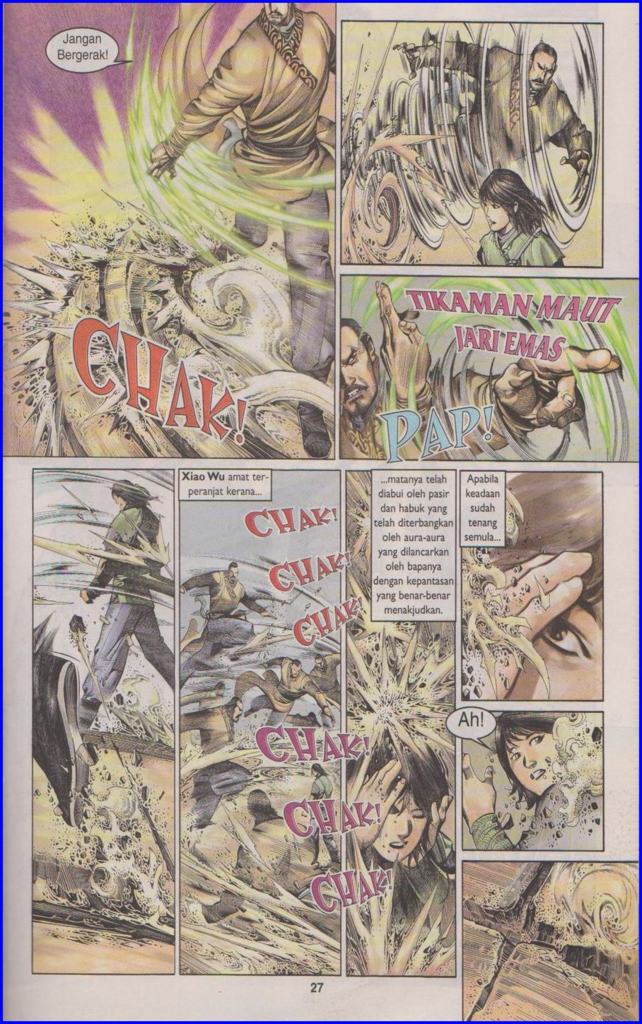 Jangan
Bergerak!
CHAK!
TIKAMAN MAUT
JARI EMAS
PAP!
Xiao Wu amat ter-
peranjat kerana...
CHAK!
CHAK!
CHAK!
CHAK!
CHAK!
CHAK!
...matanya telah
diabui oleh pasir
dan habuk yang
telah diterbangkan
oleh aura-aura
yang dilancarkan
oleh bapanya
dengan kepantasan
yang benar-benar
menakjudkan.
Apabila
keadaan
sudah
tenang
semula...
Ah!
27